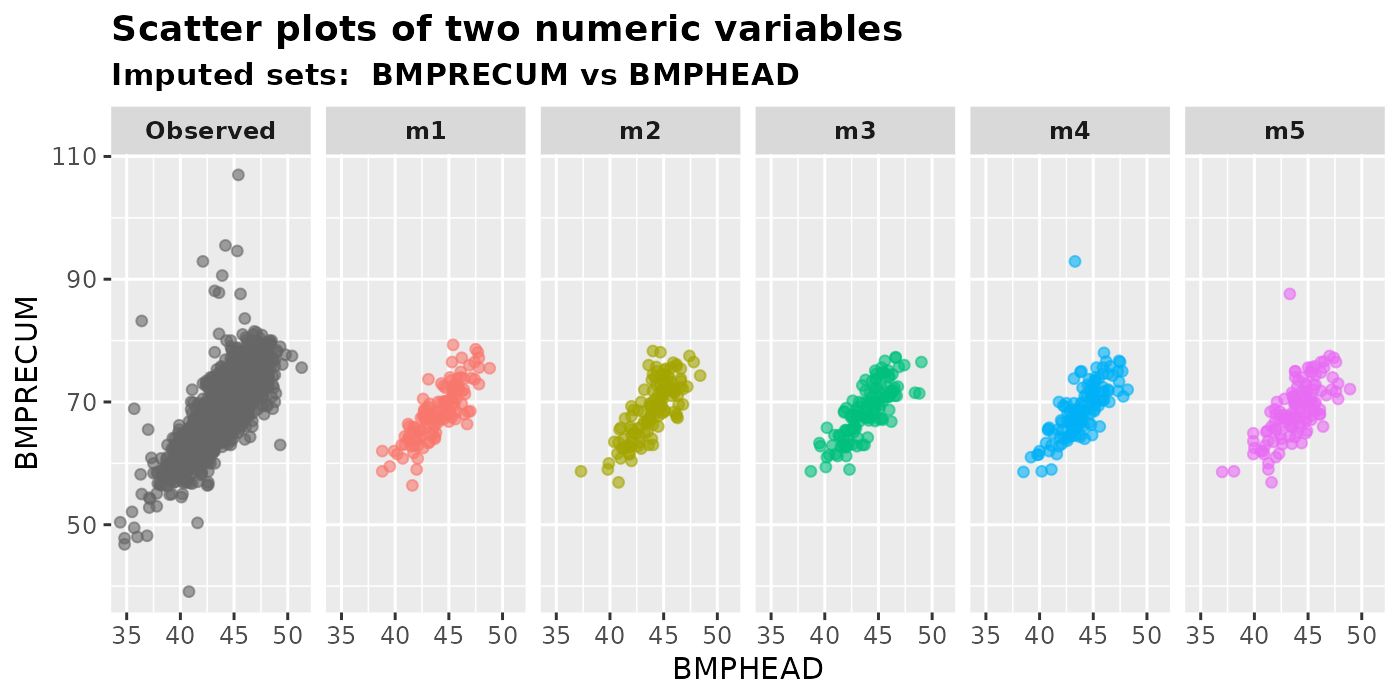 Scatter plots of two numeric variables
Imputed sets:  BMPRECUM vs BMPHEAD
Observed m1 m2 m3 m4 m5
110
90
70
50
BMPRECUM
35 40 45 50 35 40 45 50 35 40 45 50 35 40 45 50 35 40 45 50 35 40 45 50
BMPHEAD